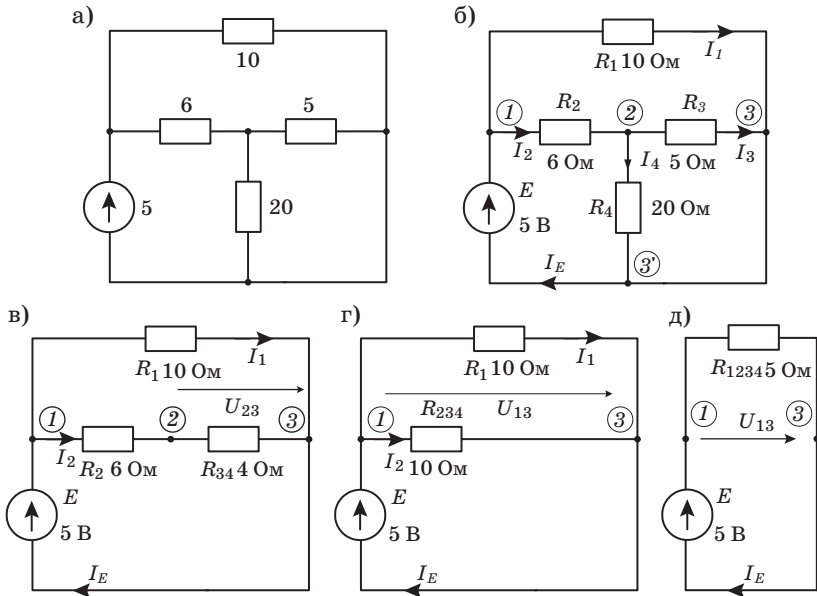 а)
10
6
5
5
20
б)
R1 10 Ом
I1
1
R2
2
R3
3
I2
6 Ом
I4
5 Ом
I3
E
5 В
R4
20 Ом
IE
3'
в)
R1 10 Ом
I1
U23
1
2
3
I2
R2 6 Ом
R34 4 Ом
E
5 В
IE
г)
R1 10 Ом
I1
1
R234
U13
3
I2
10 Ом
E
5 В
IE
д)
R1234 5 Ом
1
3
U13
E
5 В
IE